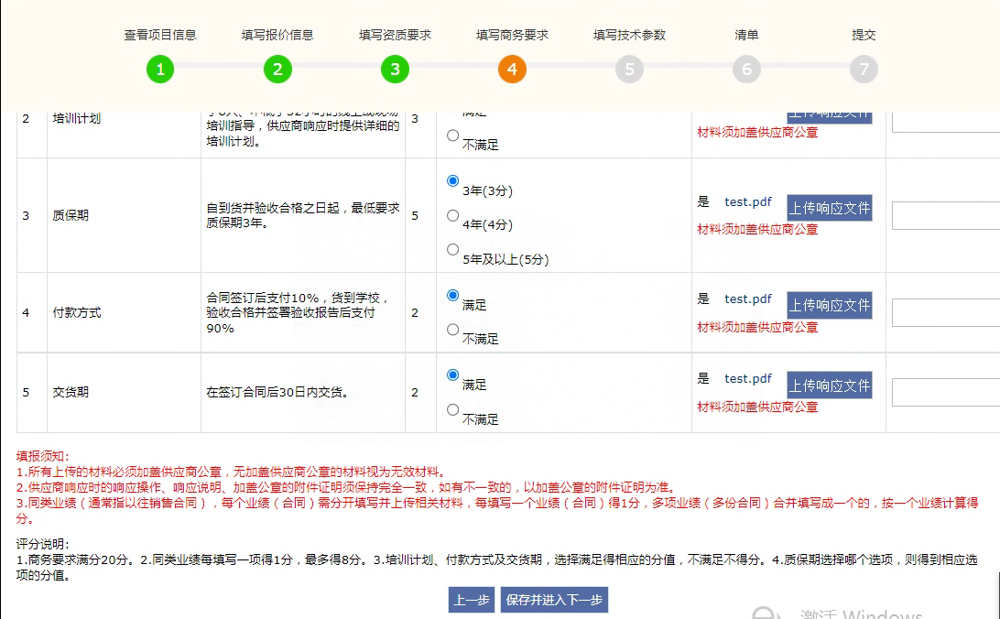 查看项目信息 填写报价信息 填写资质要求 填写商务要求 填写技术参数 清单 提交
1 2 3 4 5 6 7
2 培训计划 培训指导，供应商响应时提供详细的 3 满足 上传响应文件
培训计划。 不满足 材料须加盖供应商公章
3 质保期 自到货并验收合格之日起，最低要求 5 3年(3分) 是 test.pdf 上传响应文件
质保期3年。 4年(4分) 材料须加盖供应商公章
5年及以上(5分)
4 付款方式 合同签订后支付10%，货到学校， 2 满足 是 test.pdf 上传响应文件
验收合格并签署验收报告后支付 不满足 材料须加盖供应商公章
90%
5 交货期 在签订合同后30日内交货。 2 满足 是 test.pdf 上传响应文件
不满足 材料须加盖供应商公章
填报须知:
1.所有上传的材料必须加盖供应商公章，无加盖供应商公章的材料视为无效材料。
2.供应商响应时的响应操作、响应说明、加盖公章的附件证明须保持完全一致，如有不一致的，以加盖公章的附件证明为准。
3.同类业绩（通常指以往销售合同），每个业绩（合同）需分开填写并上传相关材料，每填写一个业绩（合同）得1分，多项业绩（多份合同）合并填写成一个的，按一个业绩计算得
分。
评分说明:
1.商务要求满分20分。2.同类业绩每填写一项得1分，最多得8分。3.培训计划、付款方式及交货期，选择满足得相应的分值，不满足不得分。4.质保期选择哪个选项，则得到相应选
项的分值。
上一步 保存并进入下一步
激活 Windows